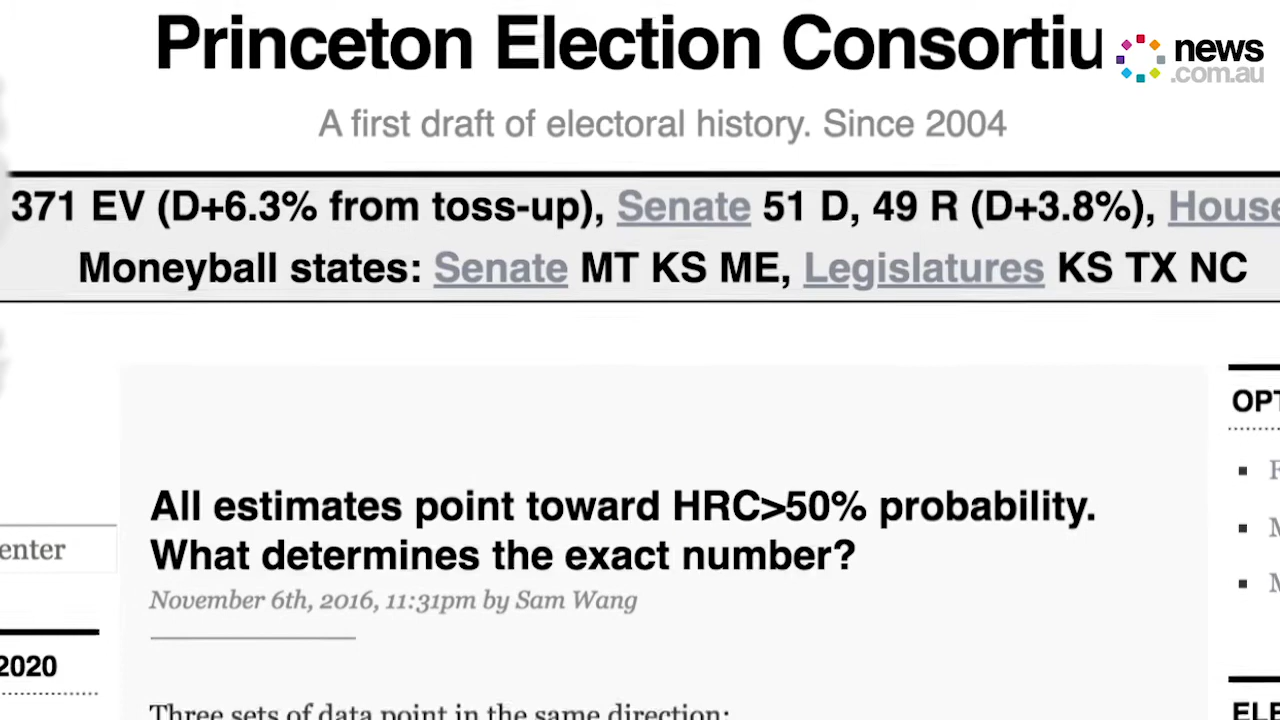 Princeton Election Consortiu
news
.com.au
A first draft of electoral history. Since 2004
371 EV (D+6.3% from toss-up), Senate 51 D, 49 R (D+3.8%), House
Moneyball states: Senate MT KS ME, Legislatures KS TX NC
OPT
All estimates point toward HRC>50% probability.
What determines the exact number?
enter
November 6th, 2016, 11:31pm by Sam Wang
2020
Three sets of data point in the same direction: